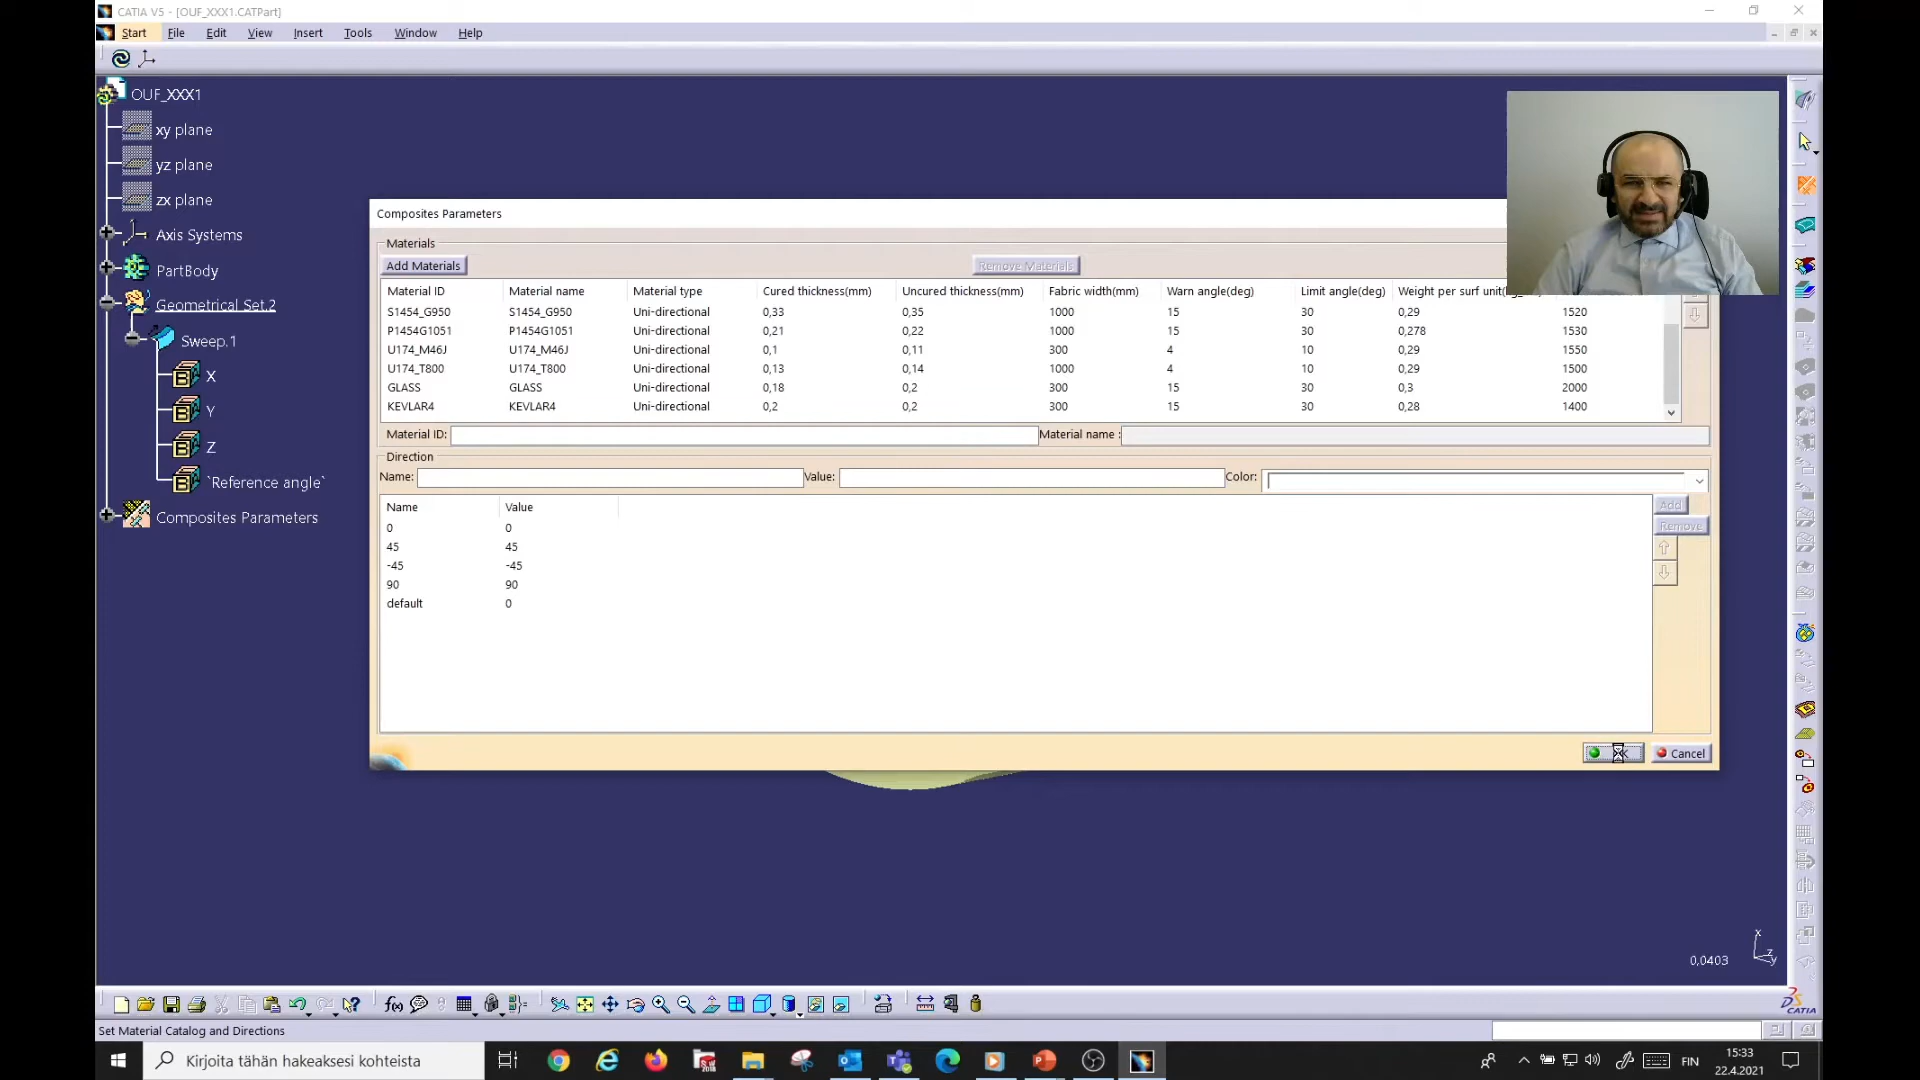 CATIA V5 - [OUF_XXX1.CATPart]
Start File Edit View Insert Tools Window Help
OUF_XXX1
xy plane
yz plane
zx plane
Axis Systems
PartBody
Geometrical Set.2
Sweep.1
X
Y
Z
`Reference angle`
Composites Parameters
Composites Parameters
Materials
Add Materials Remove Materials
Material ID Material name Material type Cured thickness(mm) Uncured thickness(mm) Fabric width(mm) Warn angle(deg) Limit angle(deg) Weight per surf unit(
S1454_G950 S1454_G950 Uni-directional 0,33 0,35 1000 15 30 0,29 1520
P1454G1051 P1454G1051 Uni-directional 0,21 0,22 1000 15 30 0,278 1530
U174_M46J U174_M46J Uni-directional 0,1 0,11 300 4 10 0,29 1550
U174_T800 U174_T800 Uni-directional 0,13 0,14 1000 4 10 0,29 1500
GLASS GLASS Uni-directional 0,18 0,2 300 15 30 0,3 2000
KEVLAR4 KEVLAR4 Uni-directional 0,2 0,2 300 15 30 0,28 1400
Material ID: Material name :
Direction
Name: Value: Color:
Name Value
Add
Remove
0 0
45 45
-45 -45
90 90
default 0
Cancel
0,0403
x
z
y
f(x)
DS
CATIA
Set Material Catalog and Directions
Kirjoita tähän hakeaksesi kohteista
FIN
15:33
22.4.2021